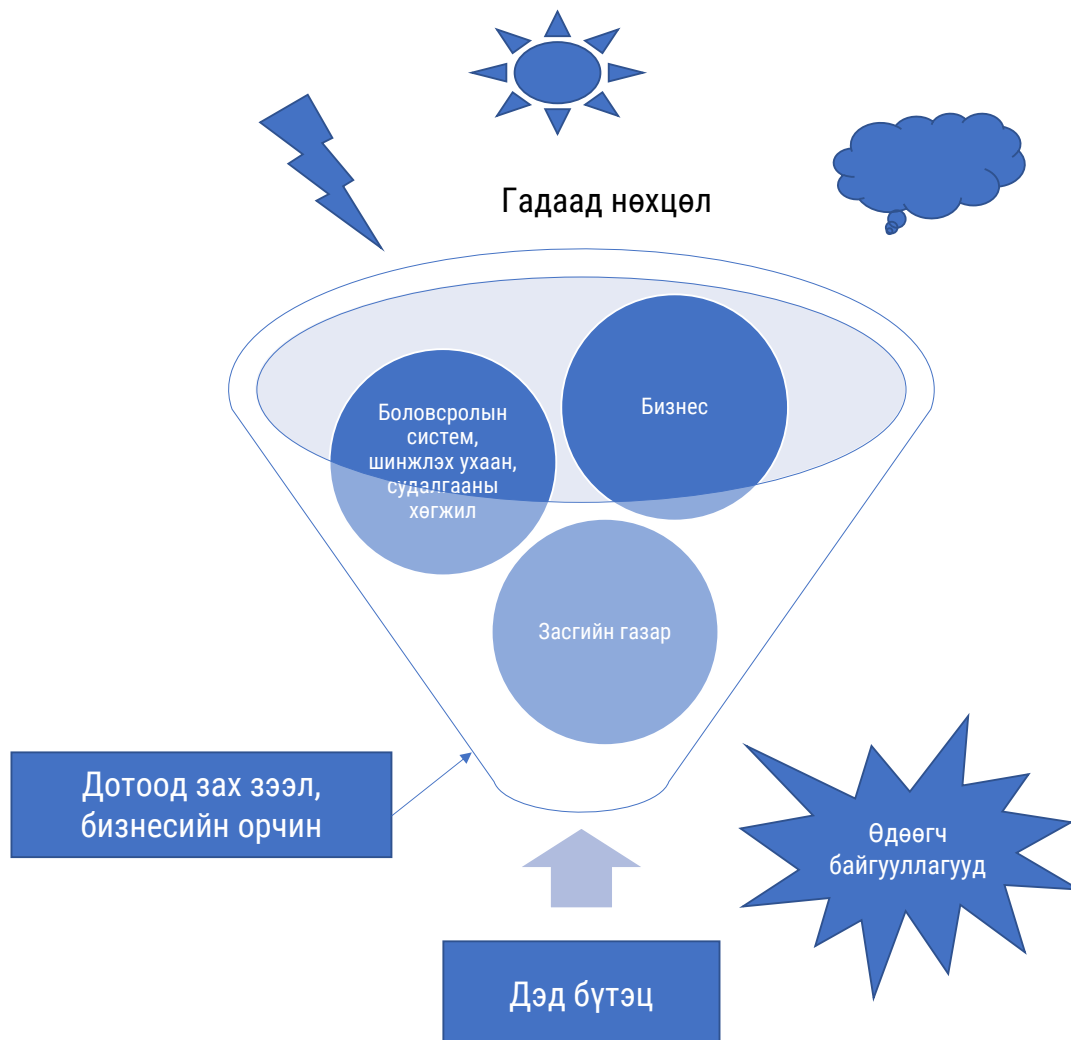 Гадаад нөхцөл
Боловсролын
систем,
шинжлэх ухаан,
судалгааны
хөгжил
Бизнес
Засгийн газар
Дотоод зах зээл,
бизнесийн орчин
Өдөөгч
байгууллагууд
Дэд бүтэц